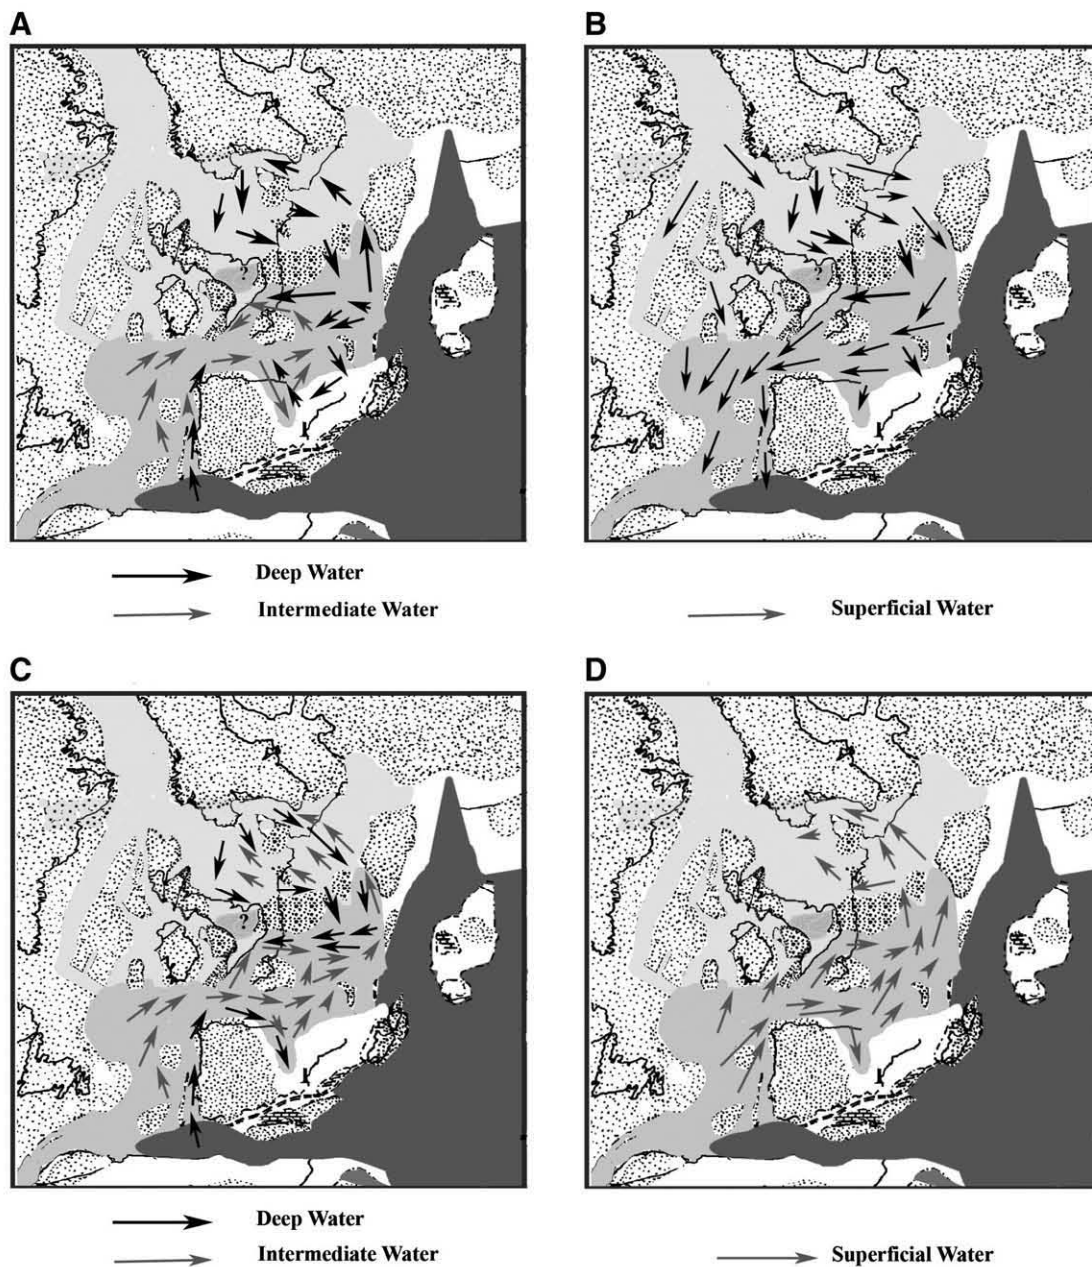 A
B
?
?
Deep Water
Intermediate Water
Superficial Water
C
D
?
Deep Water
Intermediate Water
Superficial Water